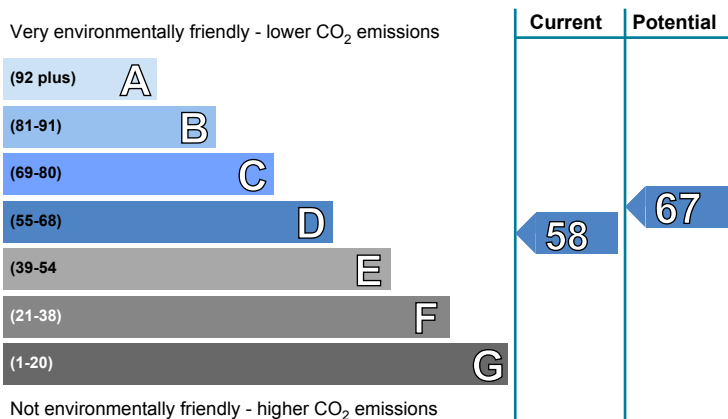 Current Potential
Very environmentally friendly - lower CO2 emissions
(92 plus) A
(81-91) B
(69-80) C
(55-68) D
(39-54 E
(21-38) F
(1-20) G
58
67
Not environmentally friendly - higher CO2 emissions